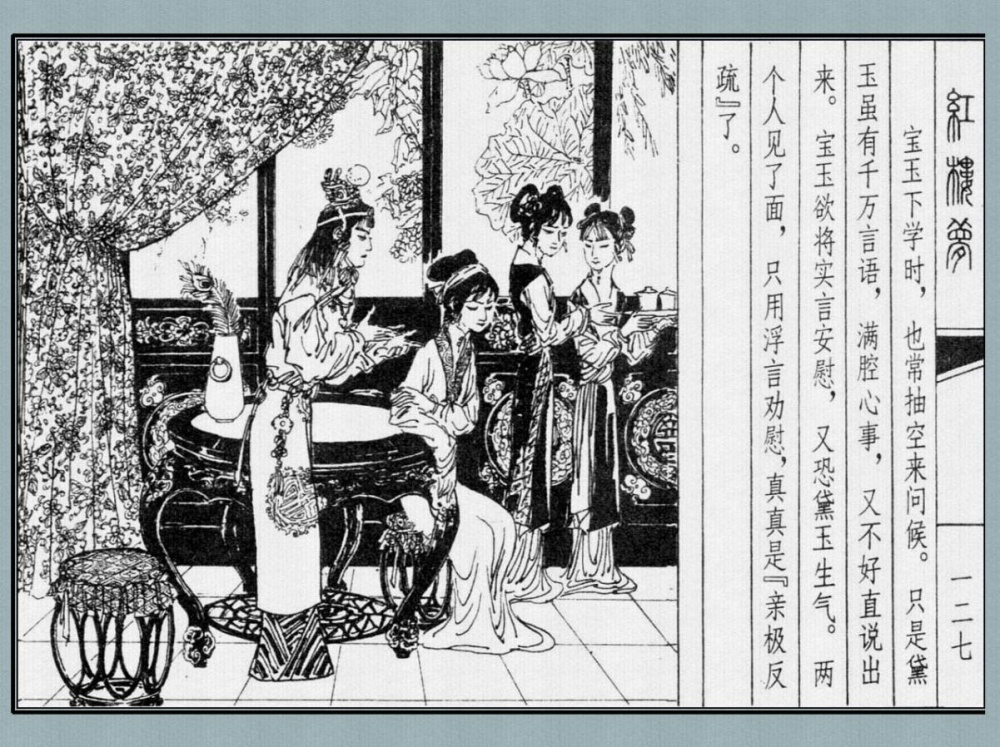 紅樓夢
一二七
宝玉下学时，也常抽空来问候。只是黛
玉虽有千万言语，满腔心事，又不好直说出
来。宝玉欲将实言安慰，又恐黛玉生气。两
个人见了面，只用浮言劝慰，真真是『亲极反
疏』了。